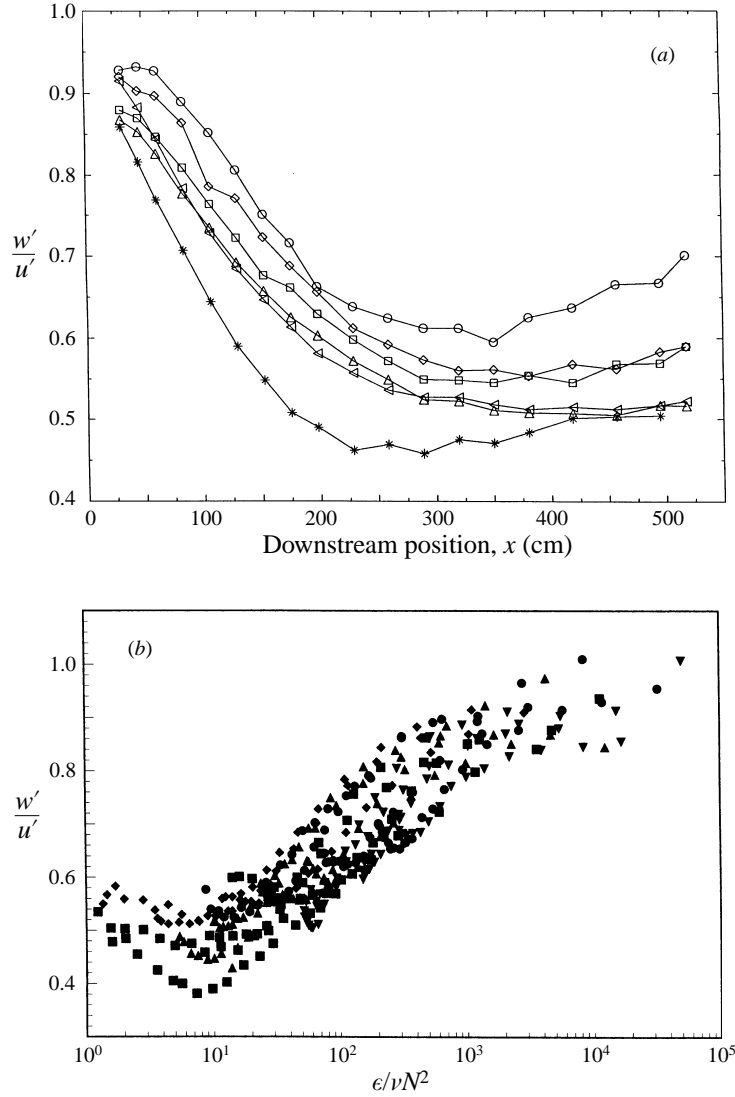 1.0
(a)
0.9
0.8
w′
u′
0.7
0.6
0.5
0.4
0 100 200 300 400 500
Downstream position, x (cm)
(b)
1.0
0.8
w′
u′
0.6
0.4
10⁰ 10¹ 10² 10³ 10⁴ 10⁵
ϵ/νN²